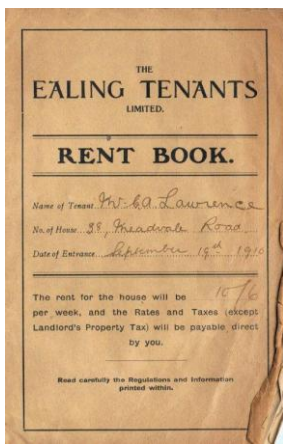 THE
EALING TENANTS
LIMITED.
RENT BOOK.
Name of Tenant Mr. C.A. Lawrence
No. of House 38, Meadvale Road
Date of Entrance September 19th 1910
The rent for the house will be 10/6
per week, and the Rates and Taxes (except
Landlord's Property Tax) will be payable direct
by you.
Read carefully the Regulations and Information
printed within.